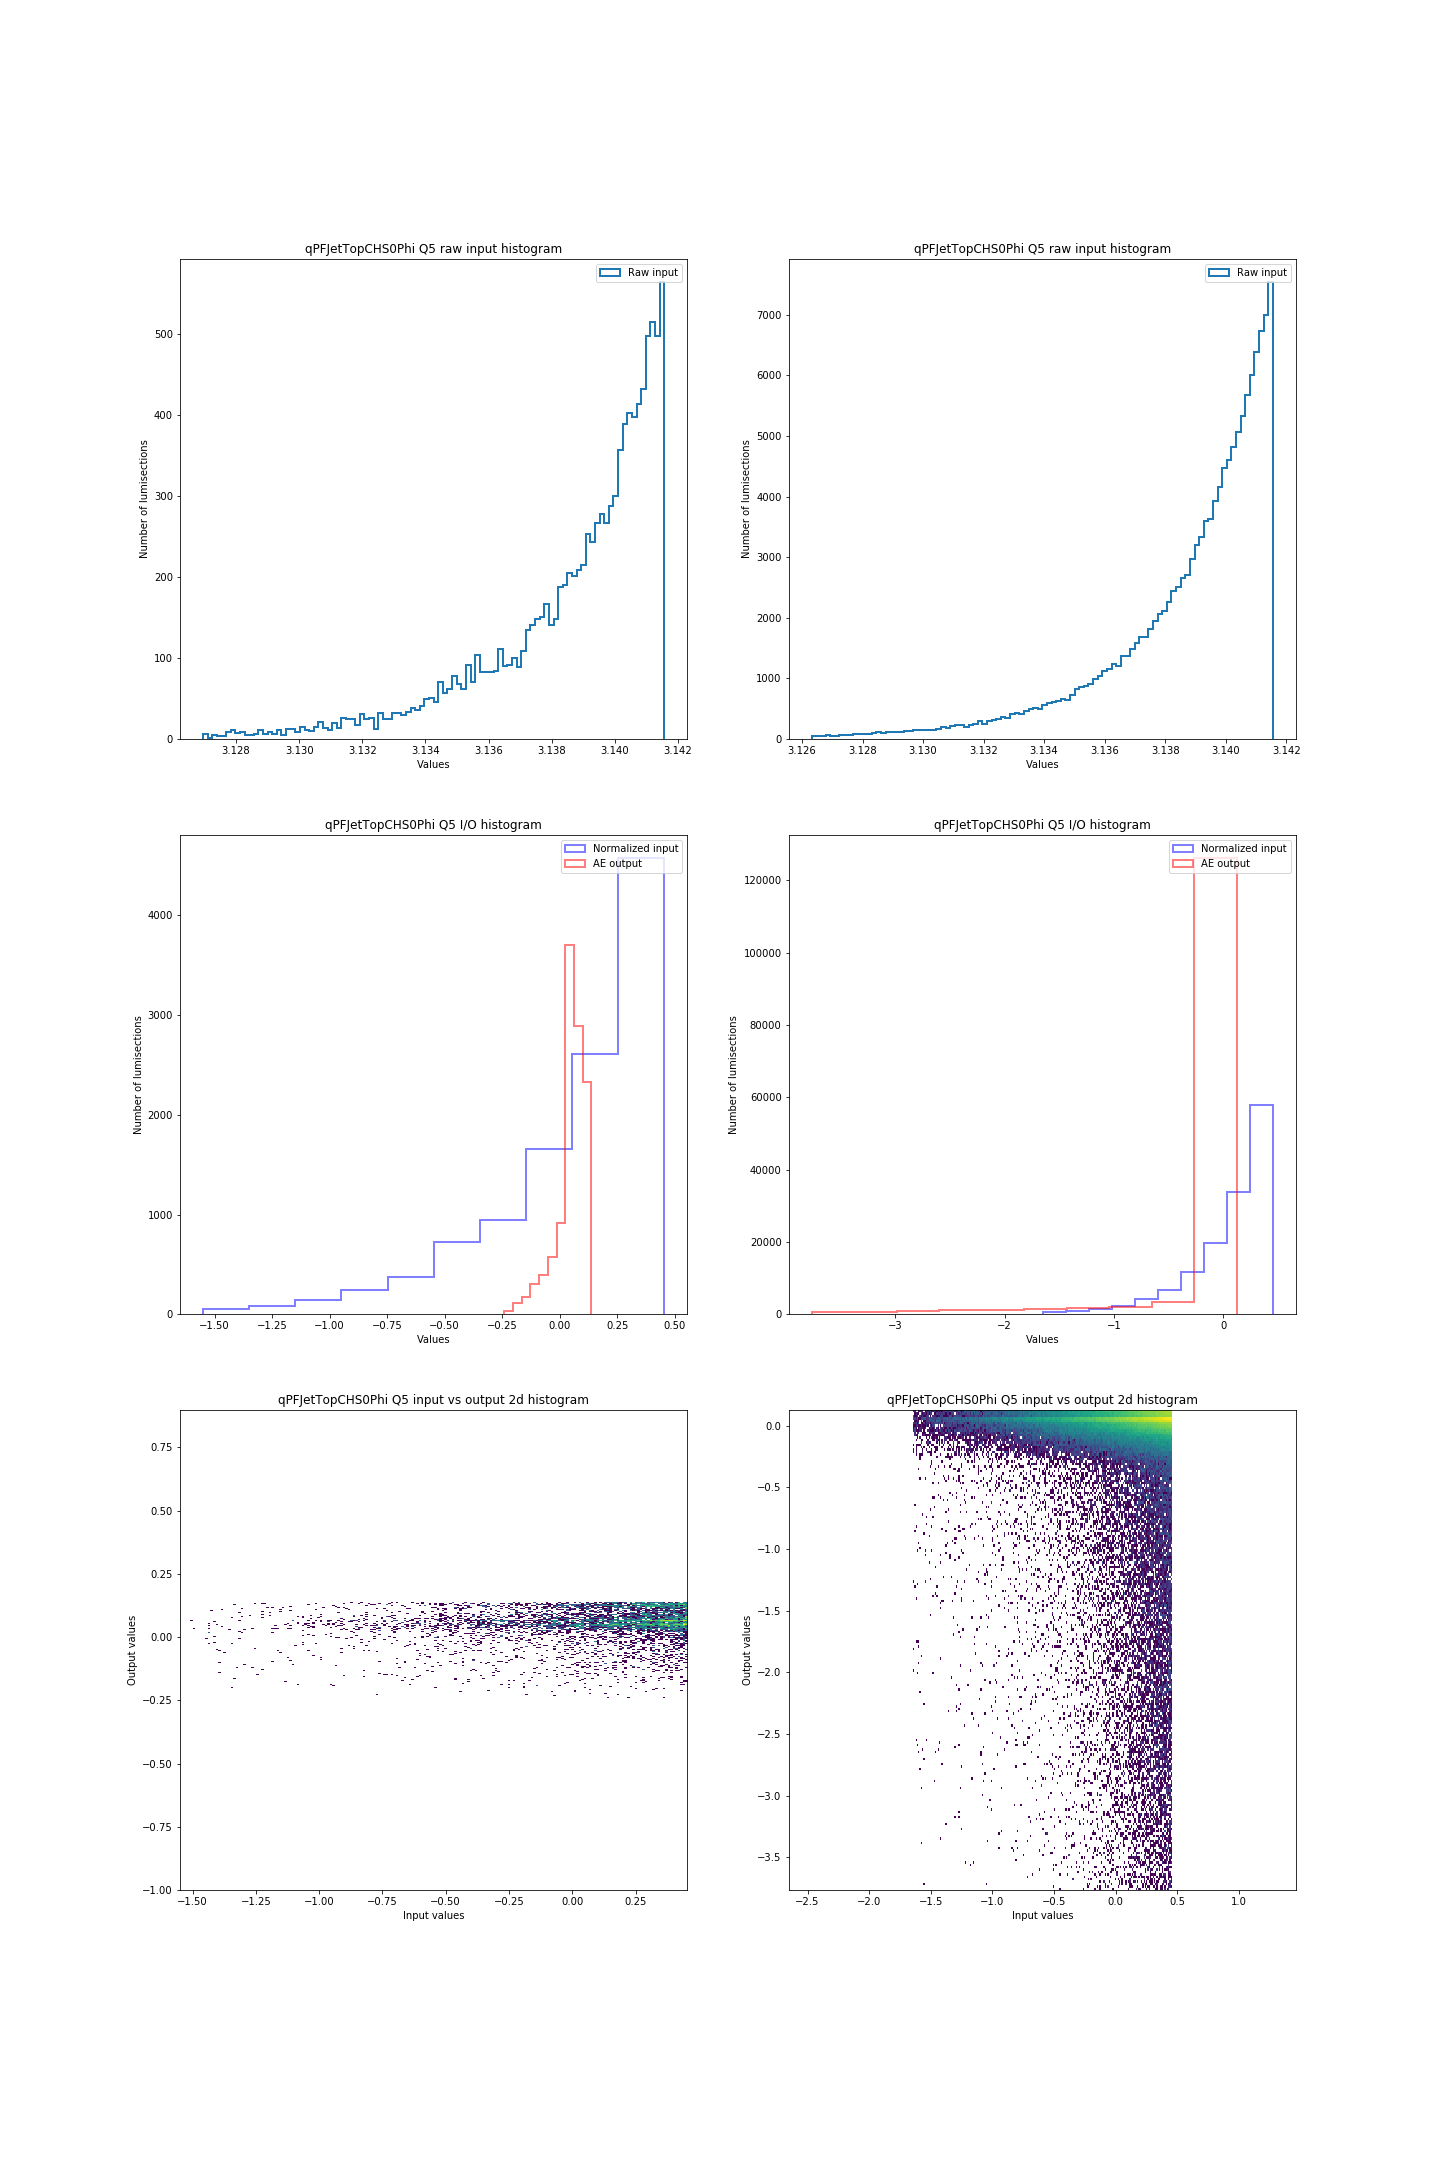 qPFJetTopCHS0Phi Q5 raw input histogram
Raw input
Number of lumisections
500
400
300
200
100
0
3.128 3.130 3.132 3.134 3.136 3.138 3.140 3.142
Values
qPFJetTopCHS0Phi Q5 raw input histogram
Raw input
Number of lumisections
7000
6000
5000
4000
3000
2000
1000
0
3.126 3.128 3.130 3.132 3.134 3.136 3.138 3.140 3.142
Values
qPFJetTopCHS0Phi Q5 I/O histogram
Normalized input
AE output
Number of lumisections
4000
3000
2000
1000
0
−1.50 −1.25 −1.00 −0.75 −0.50 −0.25 0.00 0.25 0.50
Values
qPFJetTopCHS0Phi Q5 I/O histogram
Normalized input
AE output
Number of lumisections
120000
100000
80000
60000
40000
20000
0
−3 −2 −1 0
Values
qPFJetTopCHS0Phi Q5 input vs output 2d histogram
Output values
0.75
0.50
0.25
0.00
−0.25
−0.50
−0.75
−1.00
−1.50 −1.25 −1.00 −0.75 −0.50 −0.25 0.00 0.25
Input values
qPFJetTopCHS0Phi Q5 input vs output 2d histogram
Output values
0.0
−0.5
−1.0
−1.5
−2.0
−2.5
−3.0
−3.5
−2.5 −2.0 −1.5 −1.0 −0.5 0.0 0.5 1.0
Input values